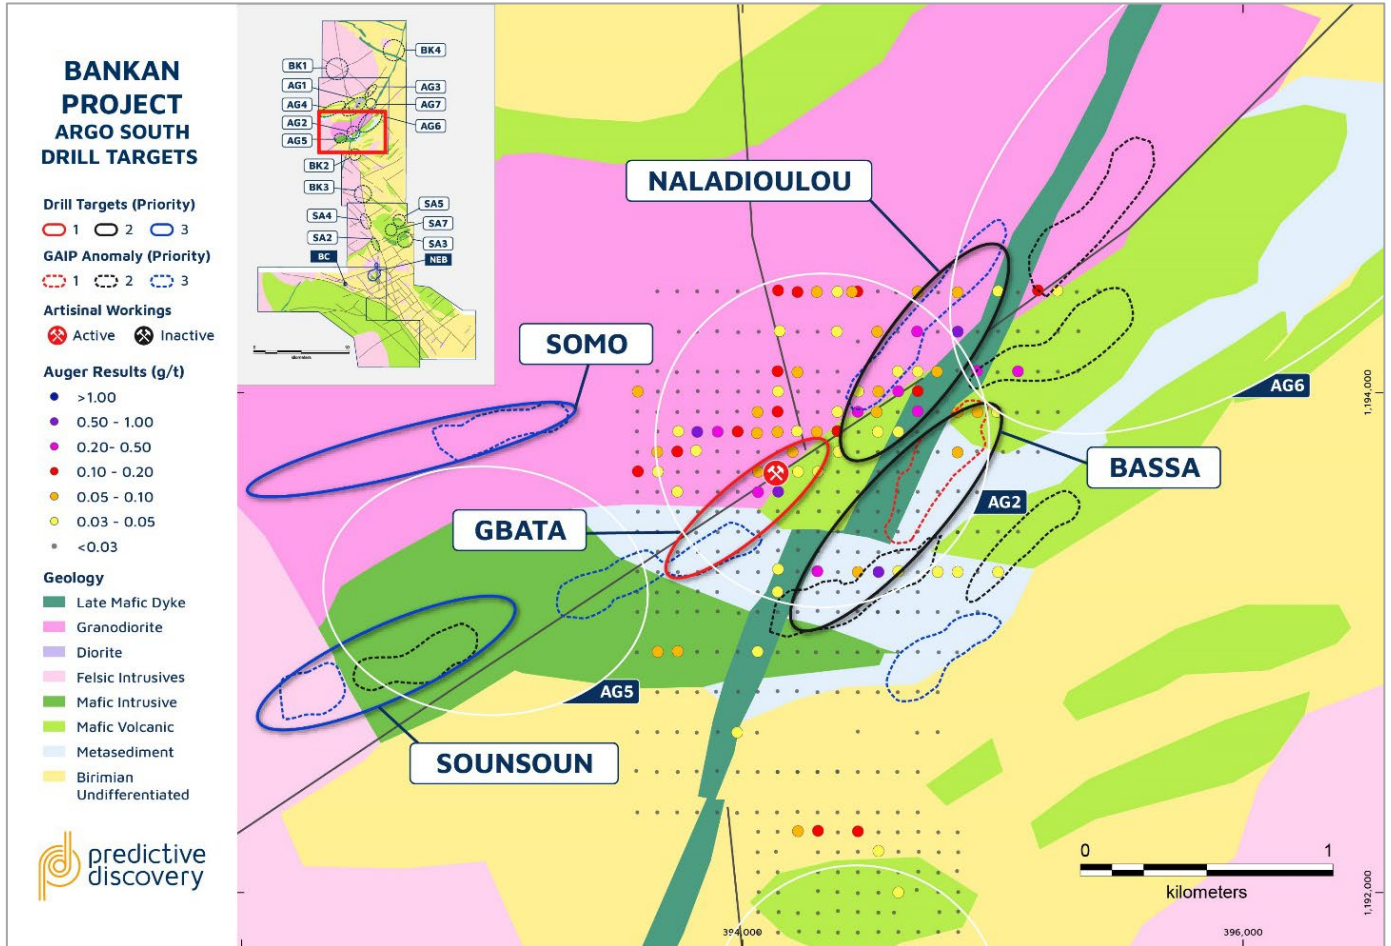 BANKAN
PROJECT
ARGO SOUTH
DRILL TARGETS
Drill Targets (Priority)
1 2 3
GAIP Anomaly (Priority)
1 2 3
Artisinal Workings
Active Inactive
Auger Results (g/t)
>1.00
0.50 - 1.00
0.20- 0.50
0.10 - 0.20
0.05 - 0.10
0.03 - 0.05
<0.03
Geology
Late Mafic Dyke
Granodiorite
Diorite
Felsic Intrusives
Mafic Intrusive
Mafic Volcanic
Metasediment
Birimian
Undifferentiated
predictive
discovery
BK4
BK1
AG1
AG3
AG4
AG7
AG2
AG6
AG5
BK2
BK3
SA5
SA4
SA7
SA2
SA3
BC
NEB
kilometers
NALADIOULOU
SOMO
AG6
1,194,000
BASSA
AG2
GBATA
AG5
SOUNSOUN
0 1
kilometers
1,192,000
394,000
396,000